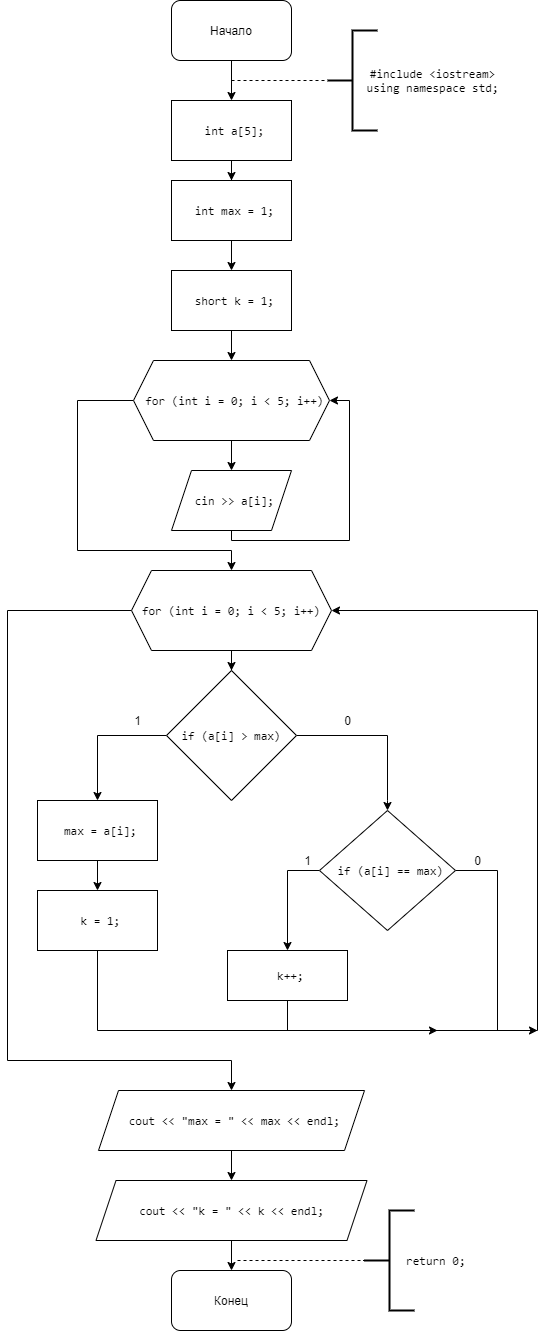 Начало
#include <iostream>
using namespace std;
int a[5];
int max = 1;
short k = 1;
for (int i = 0; i < 5; i++)
cin >> a[i];
for (int i = 0; i < 5; i++)
1
0
if (a[i] > max)
max = a[i];
1
0
if (a[i] == max)
k = 1;
k++;
cout << "max = " << max << endl;
cout << "k = " << k << endl;
return 0;
Конец